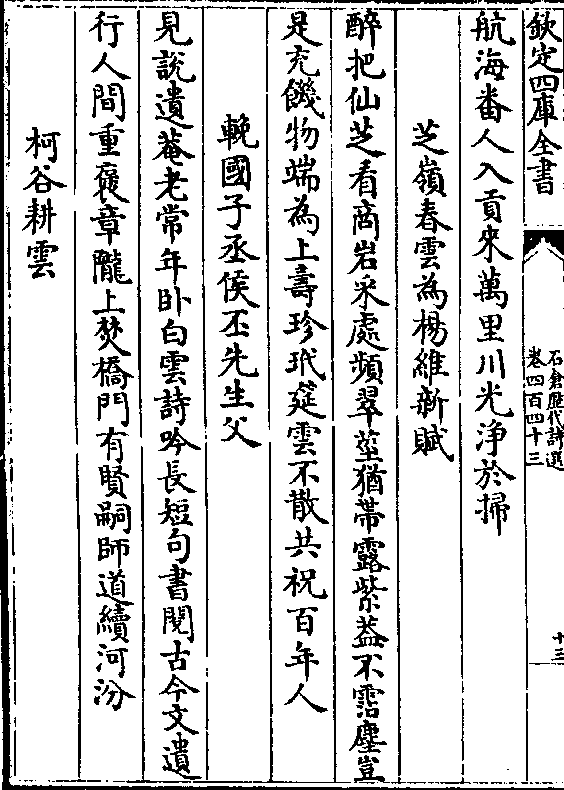 欽定四庫全書
石倉歴代詩選
卷四百四十三
十三
航海番人入貢來萬里川光淨於掃
芝嶺春雲為楊維新賦
醉把仙芝看商岩采處頻翠莖猶帶露紫蓋不霑塵豈
是充饑物端為上壽珍玳筵雲不散共祝百年人
輓國子丞侯丕先生父
見說遺菴老常年卧白雲詩吟長短句書閱古今文遺
行人間重褒章隴上焚橋門有賢嗣師道續河汾
柯谷耕雲